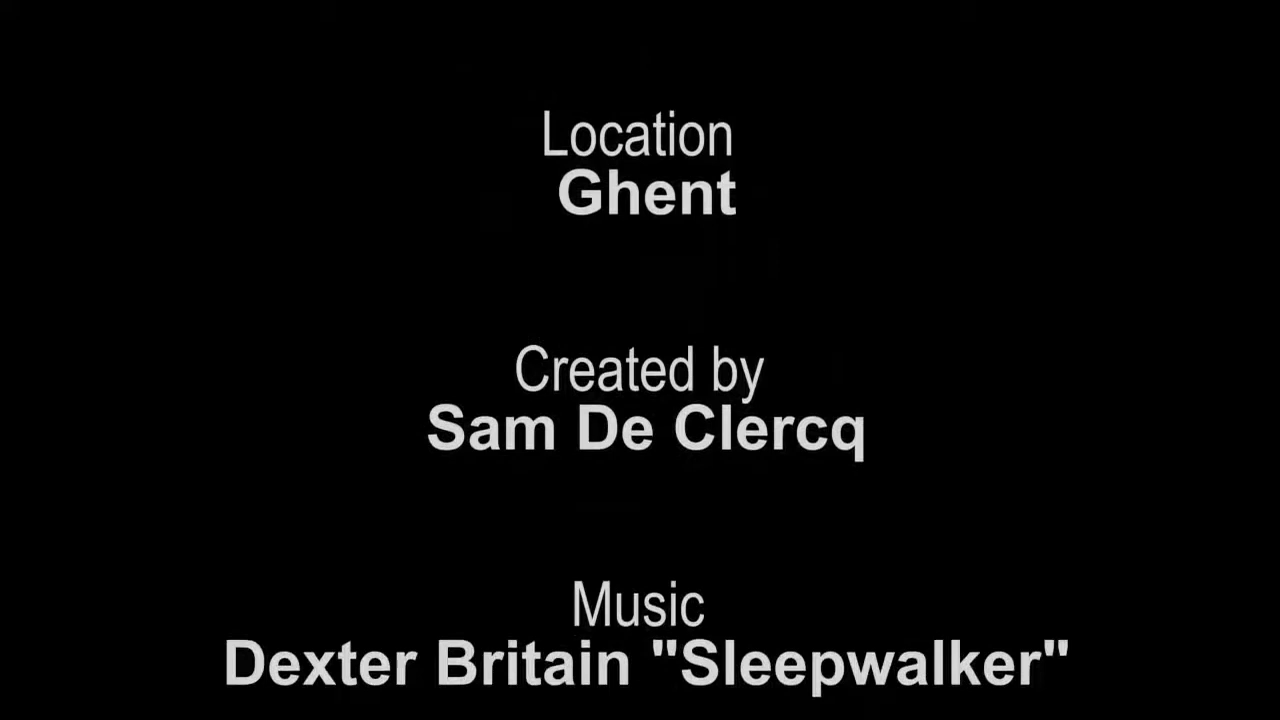 Location
Ghent
Created by
Sam De Clercq
Music
Dexter Britain "Sleepwalker"